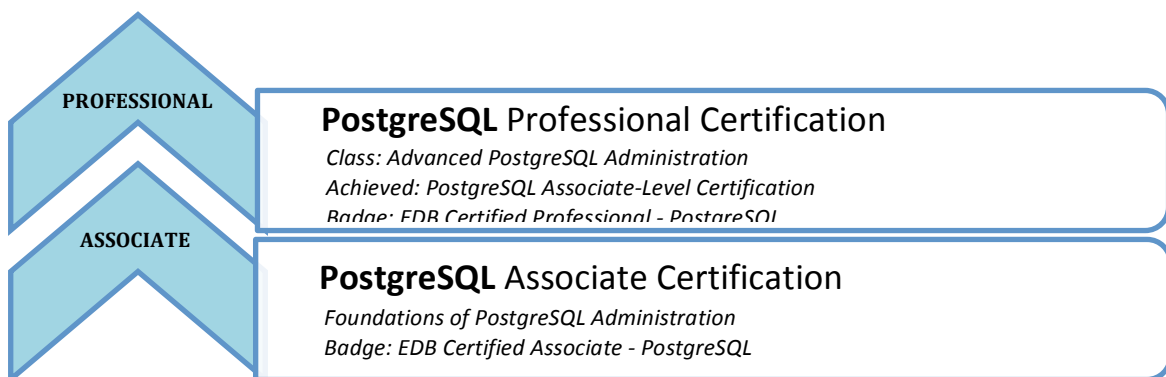 PROFESSIONAL
PostgreSQL Professional Certification
Class: Advanced PostgreSQL Administration
Achieved: PostgreSQL Associate-Level Certification
Badge: EDB Certified Professional - PostgreSQL
ASSOCIATE
PostgreSQL Associate Certification
Foundations of PostgreSQL Administration
Badge: EDB Certified Associate - PostgreSQL